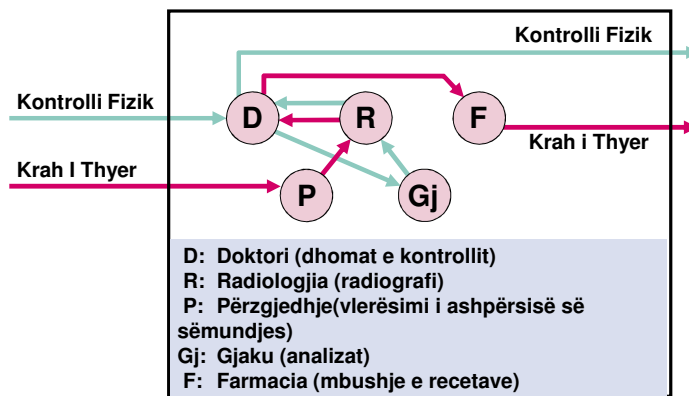 Kontrolli Fizik
Kontrolli Fizik
D
R
F
Krah i Thyer
Krah I Thyer
P
Gj
D: Doktori (dhomat e kontrollit)
R: Radiologjia (radiografi)
P: Përzgjedhje(vlerësimi i ashpërsisë së
sëmundjes)
Gj: Gjaku (analizat)
F: Farmacia (mbushje e recetave)